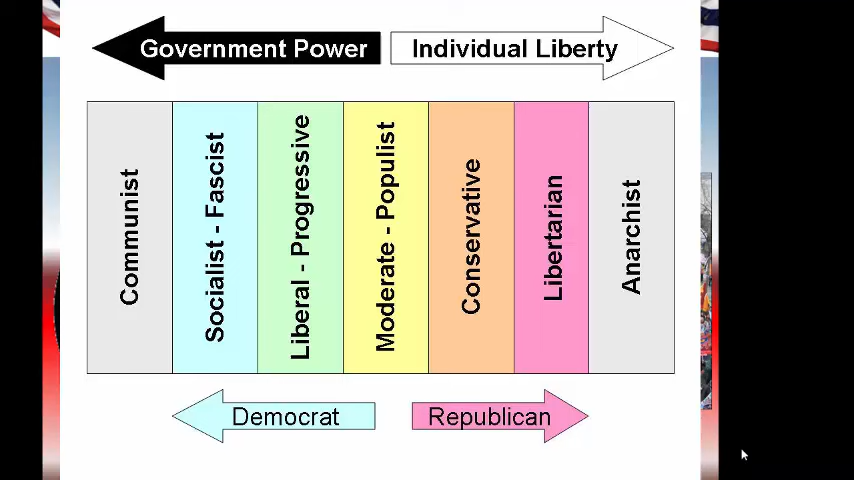 Government Power
Individual Liberty
Communist
Socialist - Fascist
Liberal - Progressive
Moderate - Populist
Conservative
Libertarian
Anarchist
Democrat
Republican